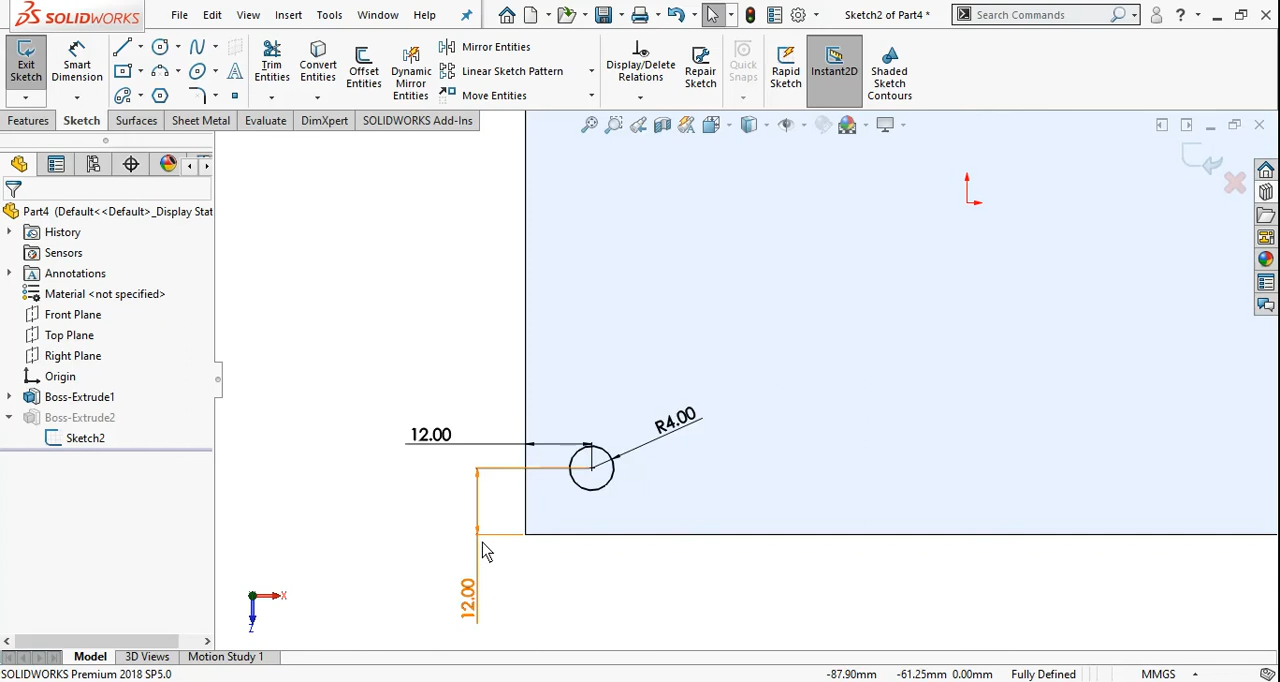 SOLIDWORKS
File Edit View Insert Tools Window Help
Sketch2 of Part4 *
Search Commands
Exit Sketch
Smart Dimension
Trim Entities
Convert Entities
Offset Entities
Dynamic Mirror Entities
Mirror Entities
Linear Sketch Pattern
Move Entities
Display/Delete Relations
Repair Sketch
Quick Snaps
Rapid Sketch
Instant2D
Shaded Sketch Contours
Features Sketch Surfaces Sheet Metal Evaluate DimXpert SOLIDWORKS Add-Ins
Part4 (Default<<Default>_Display Stat
History
Sensors
Annotations
Material <not specified>
Front Plane
Top Plane
Right Plane
Origin
Boss-Extrude1
Boss-Extrude2
Sketch2
R4.00
12.00
12.00
X
Z
Model 3D Views Motion Study 1
SOLIDWORKS Premium 2018 SP5.0
-87.90mm -61.25mm 0.00mm Fully Defined MMGS